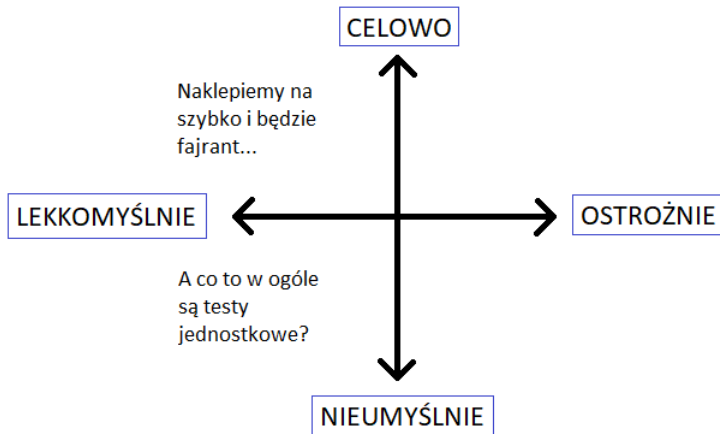 CELOWO
Naklepiemy na
szybko i będzie
fajrant...
LEKKOMYŚLNIE
OSTROŻNIE
A co to w ogóle
są testy
jednostkowe?
NIEUMYŚLNIE